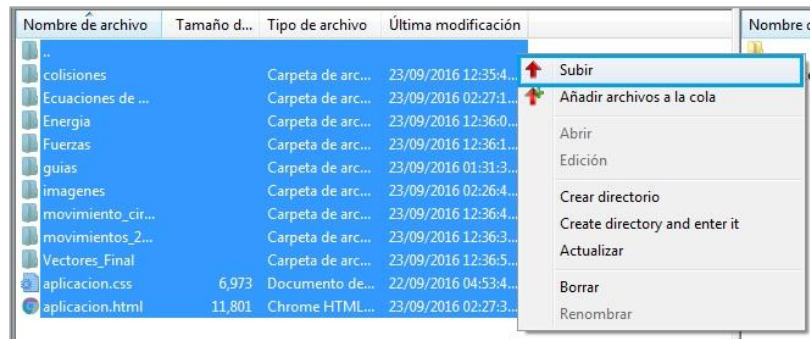 Nombre de archivo Tamaño d... Tipo de archivo Última modificación Nombre
..
colisiones Carpeta de arc... 23/09/2016 12:35:4...
Ecuaciones de ... Carpeta de arc... 23/09/2016 02:27:1...
Energia Carpeta de arc... 23/09/2016 12:36:0...
Fuerzas Carpeta de arc... 23/09/2016 12:36:1...
guias Carpeta de arc... 23/09/2016 01:31:3...
imagenes Carpeta de arc... 23/09/2016 02:26:4...
movimiento_cir... Carpeta de arc... 23/09/2016 12:36:4...
movimientos_2... Carpeta de arc... 23/09/2016 12:36:3...
Vectores_Final Carpeta de arc... 23/09/2016 12:36:5...
aplicacion.css 6,973 Documento de... 22/09/2016 04:53:4...
aplicacion.html 11,801 Chrome HTML... 23/09/2016 02:27:3...
Subir
Añadir archivos a la cola
Abrir
Edición
Crear directorio
Create directory and enter it
Actualizar
Borrar
Renombrar